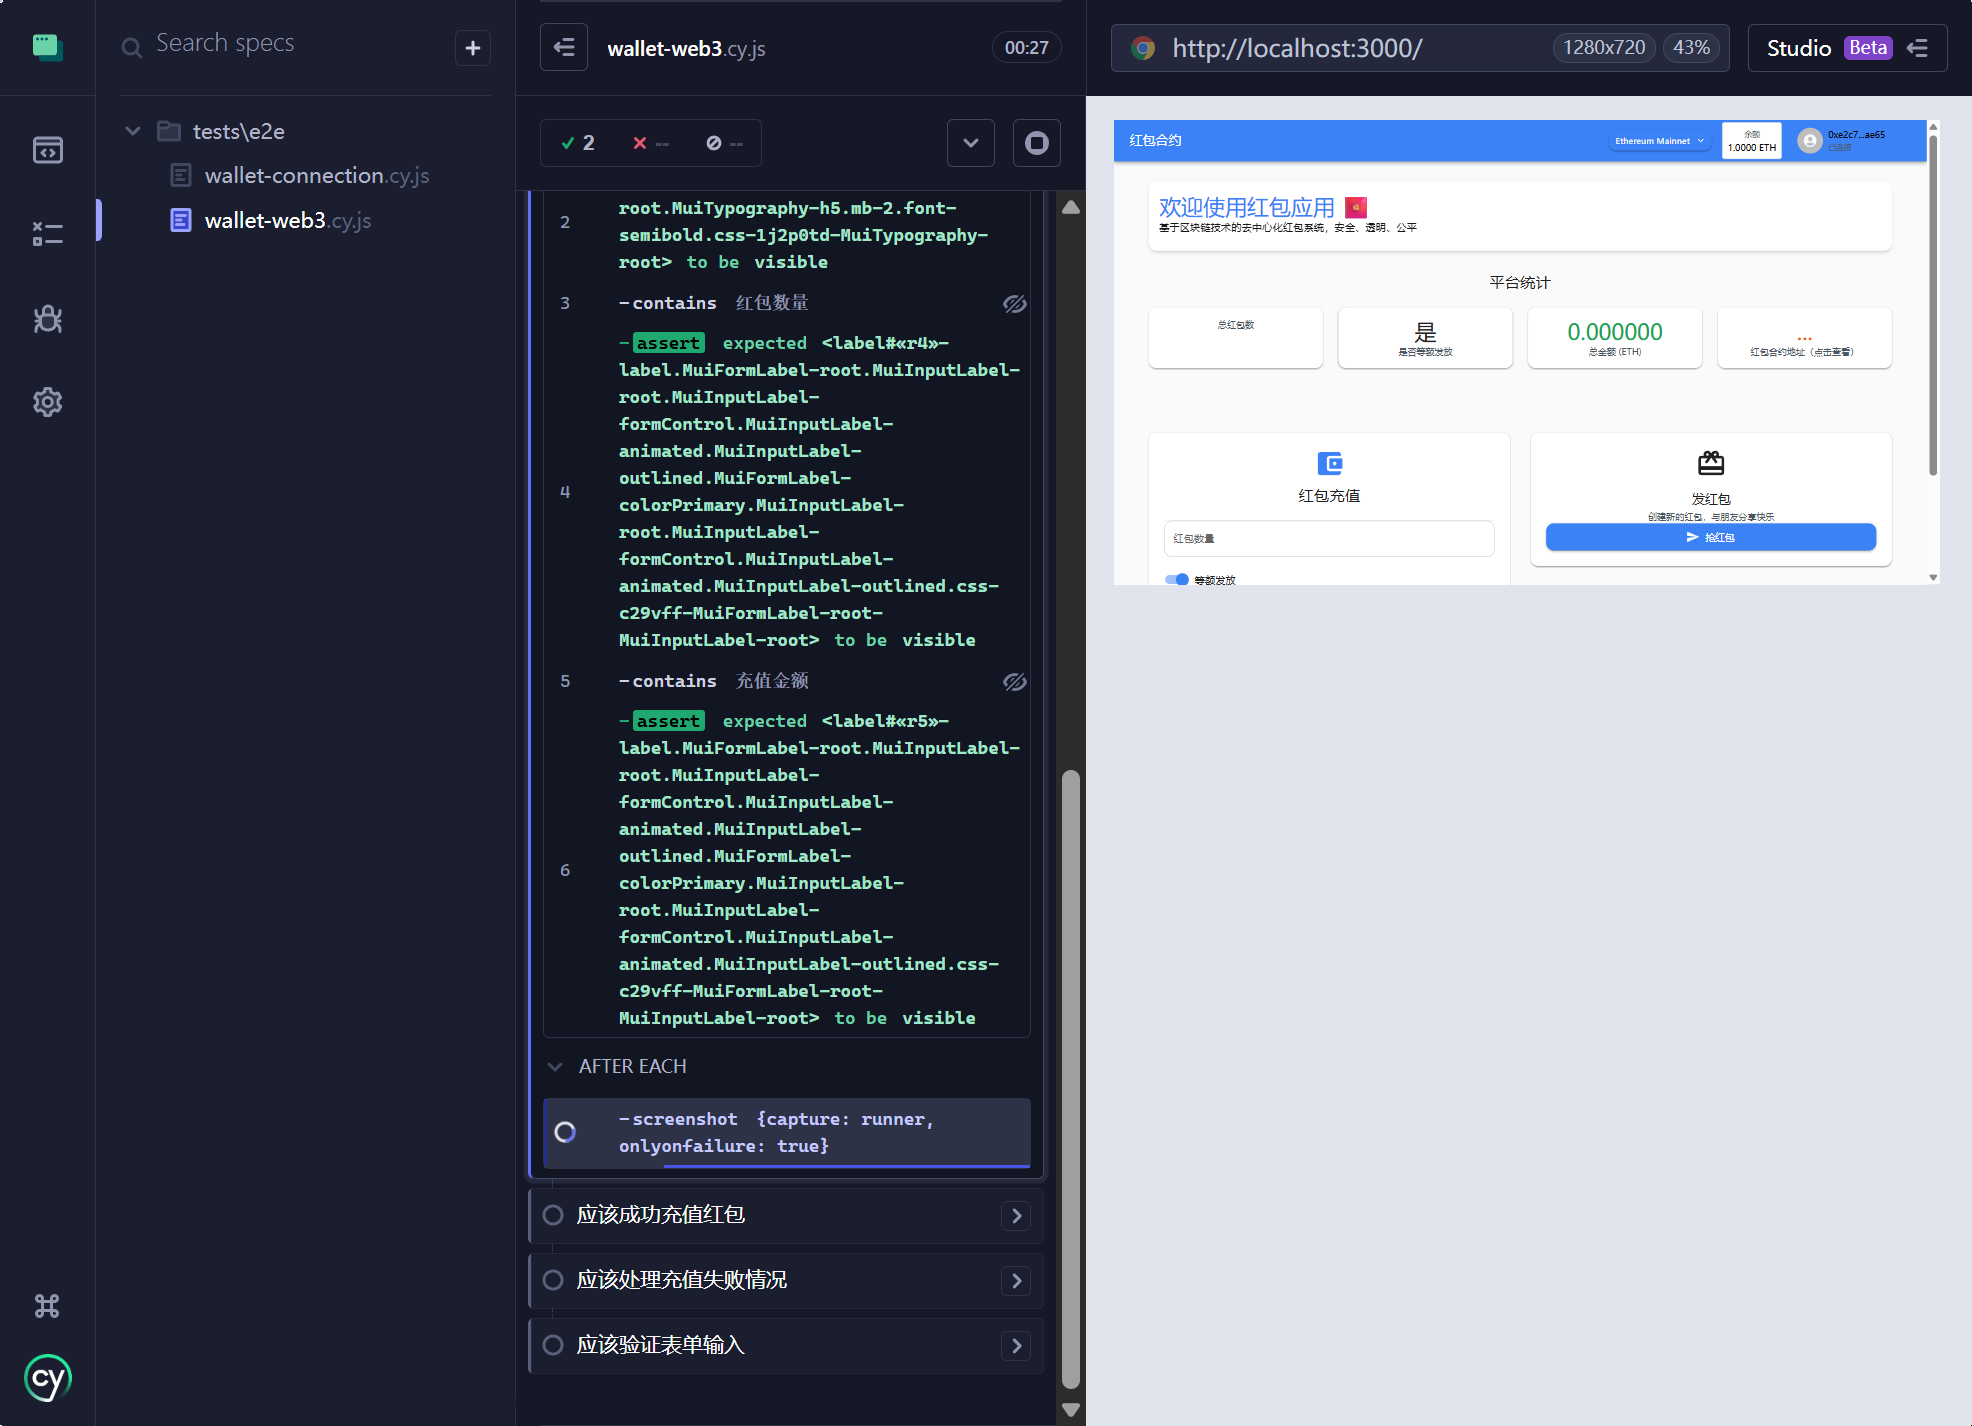 Search specs
+
tests\e2e
wallet-connection.cy.js
wallet-web3.cy.js
cy
wallet-web3.cy.js
00:27
2
--
--
2
root.MuiTypography-h5.mb-2.font-
semibold.css-1j2p0td-MuiTypography-
root> to be visible
3
-contains 红包数量
4
-assert expected <label#«r4»-
label.MuiFormLabel-root.MuiInputLabel-
root.MuiInputLabel-
formControl.MuiInputLabel-
animated.MuiInputLabel-
outlined.MuiFormLabel-
colorPrimary.MuiInputLabel-
root.MuiInputLabel-
formControl.MuiInputLabel-
animated.MuiInputLabel-outlined.css-
c29vff-MuiFormLabel-root-
MuiInputLabel-root> to be visible
5
-contains 充值金额
6
-assert expected <label#«r5»-
label.MuiFormLabel-root.MuiInputLabel-
root.MuiInputLabel-
formControl.MuiInputLabel-
animated.MuiInputLabel-
outlined.MuiFormLabel-
colorPrimary.MuiInputLabel-
root.MuiInputLabel-
formControl.MuiInputLabel-
animated.MuiInputLabel-outlined.css-
c29vff-MuiFormLabel-root-
MuiInputLabel-root> to be visible
AFTER EACH
-screenshot {capture: runner,
onlyonfailure: true}
应该成功充值红包
应该处理充值失败情况
应该验证表单输入
http://localhost:3000/
1280x720
43%
Studio Beta
红包合约
Ethereum Mainnet
余额
1.0000 ETH
0xe2c7...ae65
已连接
欢迎使用红包应用
基于区块链技术的去中心化红包系统，安全、透明、公平
平台统计
总红包数
是
是否等额发放
0.000000
总金额 (ETH)
...
红包合约地址（点击查看）
红包充值
红包数量
等额发放
发红包
创建新的红包，与朋友分享快乐
抢红包